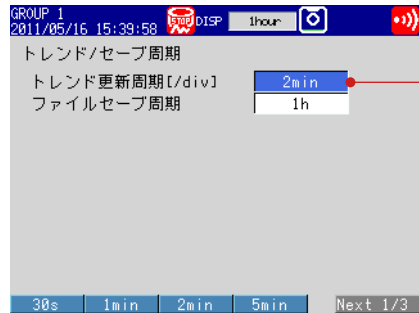 GROUP 1
2011/05/16 15:39:58 STOP DISP 1hour
トレンド/セーブ周期
トレンド更新周期[/div] 2min
ファイルセーブ周期 1h
30s 1min 2min 5min Next 1/3